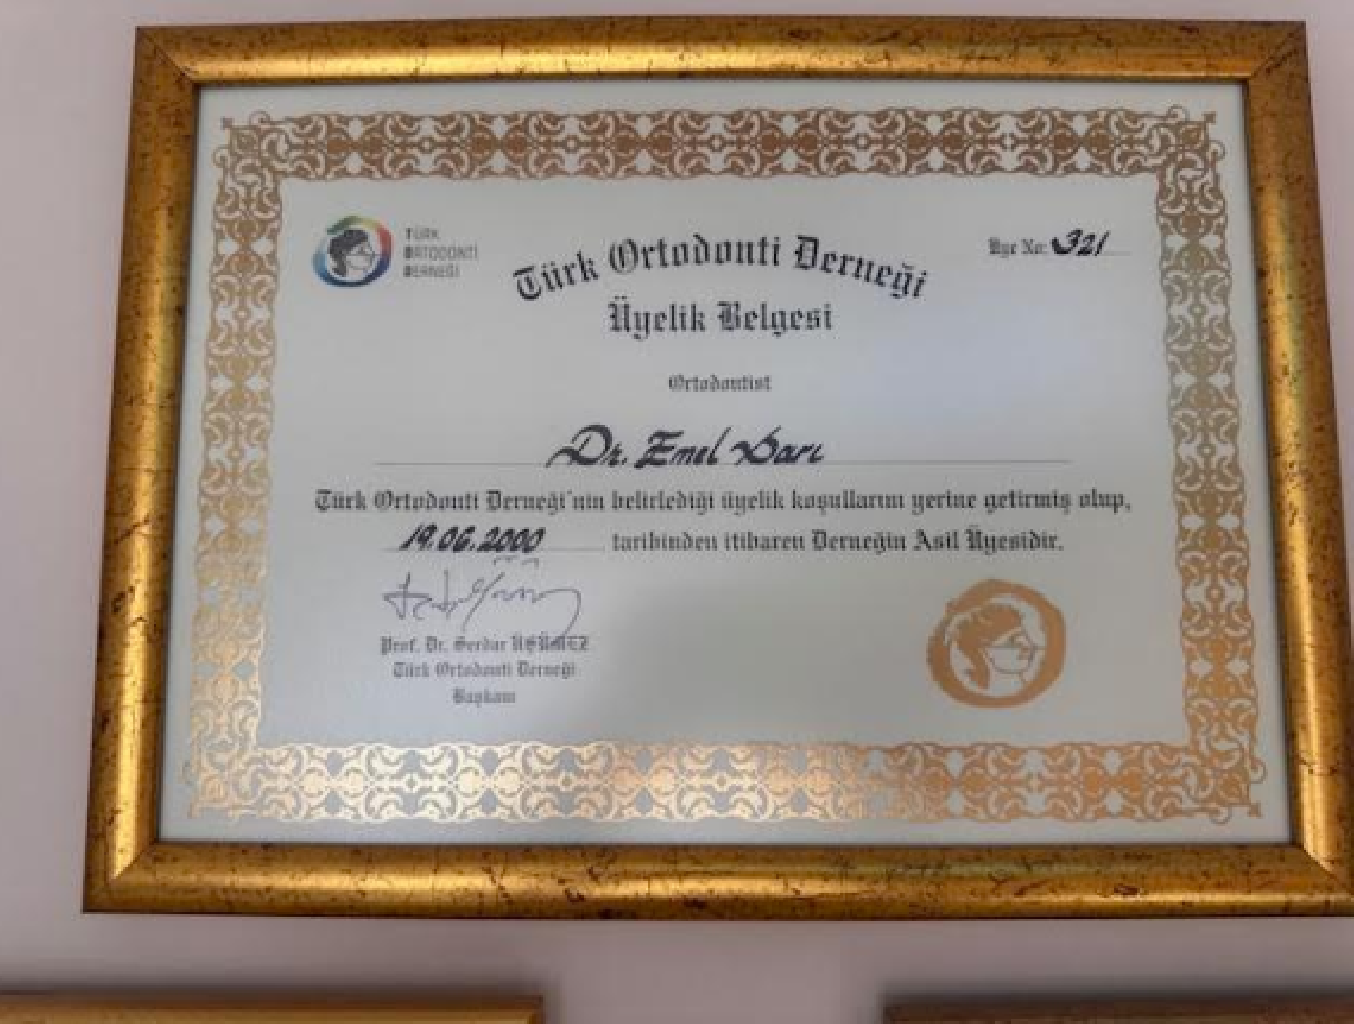 TÜRK
ORTODONTİ
DERNEĞİ
Türk Ortodonti Derneği
Üye No: 321
Üyelik Belgesi
Ortodontist
Dr. Emel Sarı
Türk Ortodonti Derneği'nin belirlediği üyelik koşullarını yerine getirmiş olup,
19.06.2000 tarihinden itibaren Derneğin Asil Üyesidir.
Prof. Dr. Serdar ÜŞÜMEZ
Türk Ortodonti Derneği
Başkanı